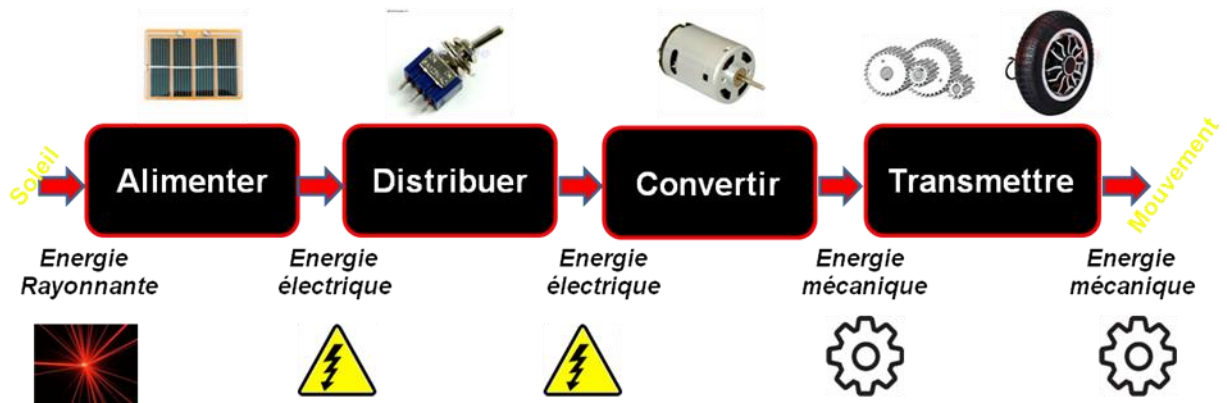 Soleil
Alimenter
Distribuer
Convertir
Transmettre
Mouvement
Energie
Rayonnante
Energie
électrique
Energie
électrique
Energie
mécanique
Energie
mécanique